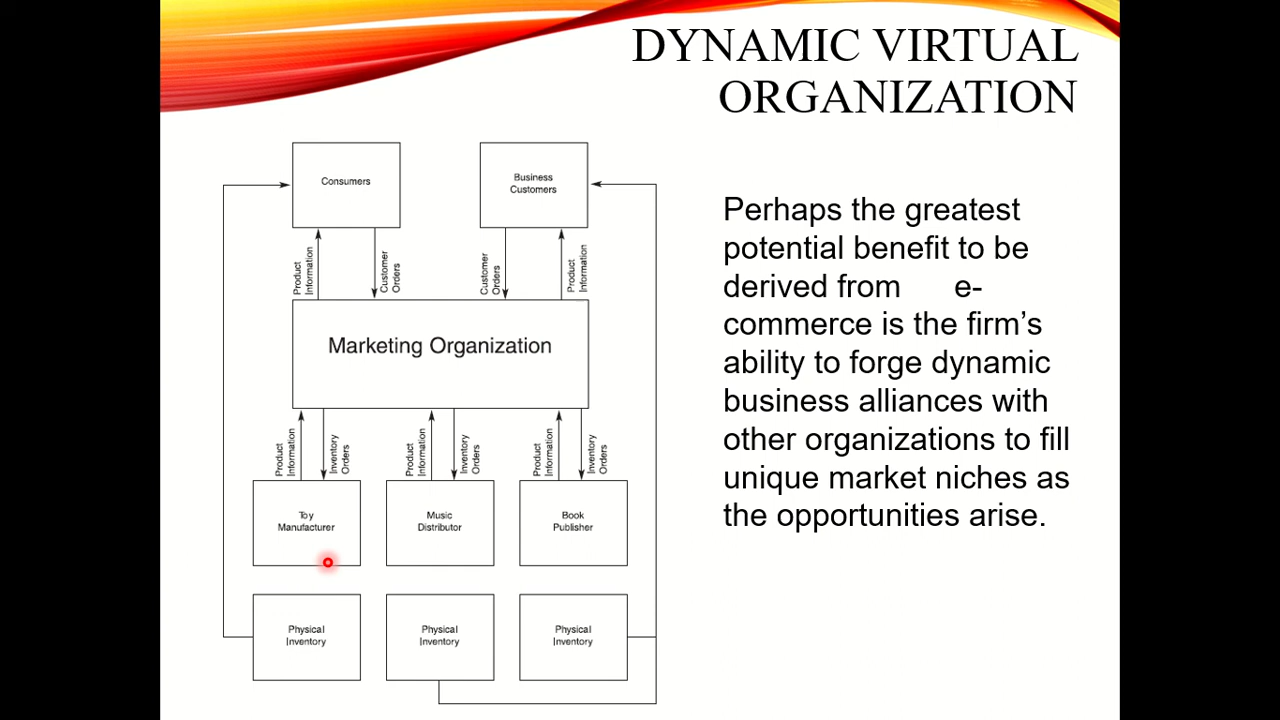 DYNAMIC VIRTUAL
ORGANIZATION
Consumers
Business
Customers
Product
Information
Customer
Orders
Customer
Orders
Product
Information
Marketing Organization
Product
Information
Inventory
Orders
Product
Information
Inventory
Orders
Product
Information
Inventory
Orders
Toy
Manufacturer
Music
Distributor
Book
Publisher
Physical
Inventory
Physical
Inventory
Physical
Inventory
Perhaps the greatest
potential benefit to be
derived from e-
commerce is the firm’s
ability to forge dynamic
business alliances with
other organizations to fill
unique market niches as
the opportunities arise.